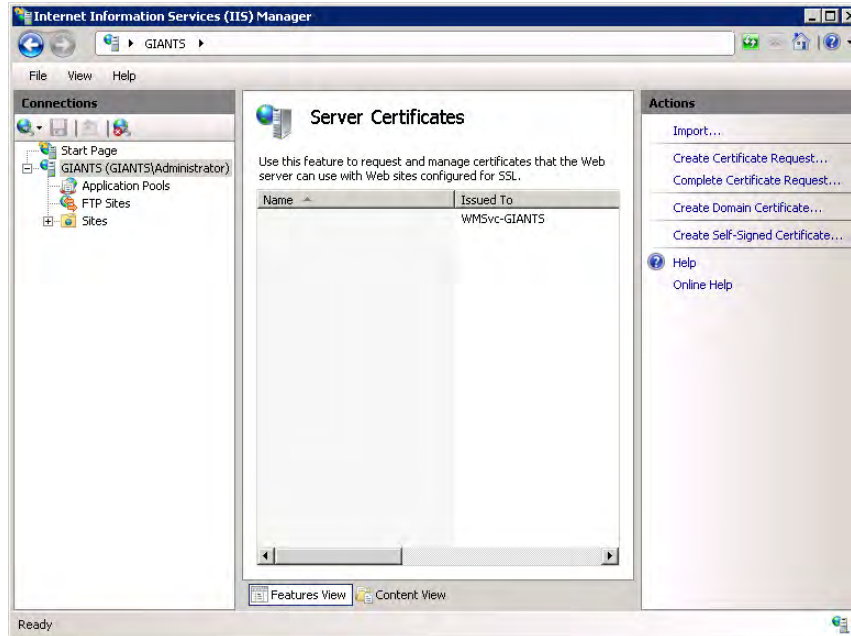 Internet Information Services (IIS) Manager
GIANTS
File View Help
Connections
Start Page
GIANTS (GIANTS\Administrator)
Application Pools
FTP Sites
Sites
Server Certificates
Use this feature to request and manage certificates that the Web
server can use with Web sites configured for SSL.
Name Issued To
WMSvc-GIANTS
Features View Content View
Actions
Import...
Create Certificate Request...
Complete Certificate Request...
Create Domain Certificate...
Create Self-Signed Certificate...
Help
Online Help
Ready